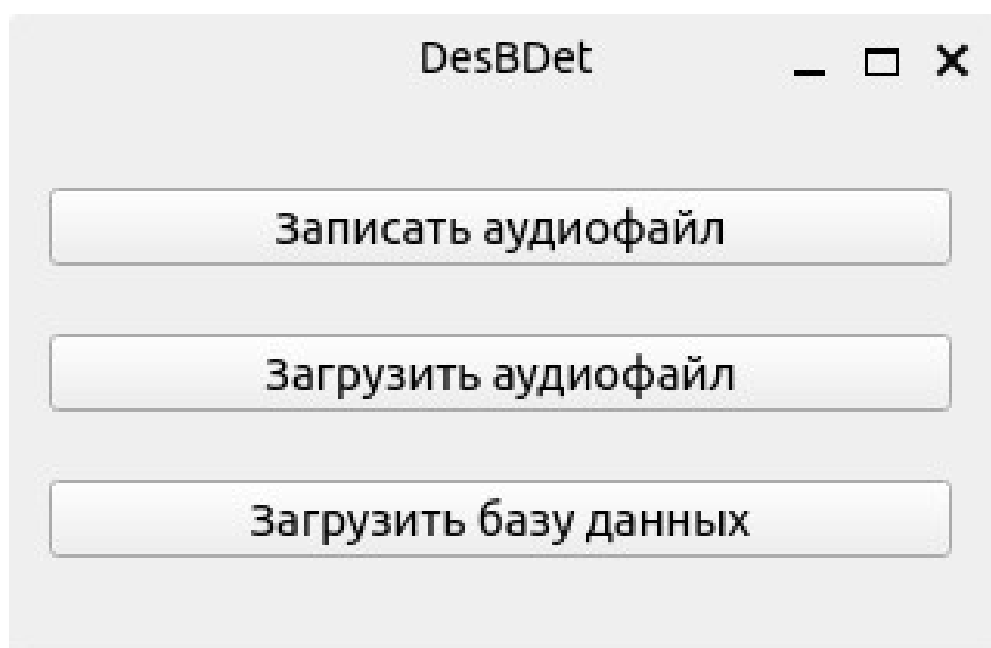 DesBDet
Записать аудиофайл
Загрузить аудиофайл
Загрузить базу данных